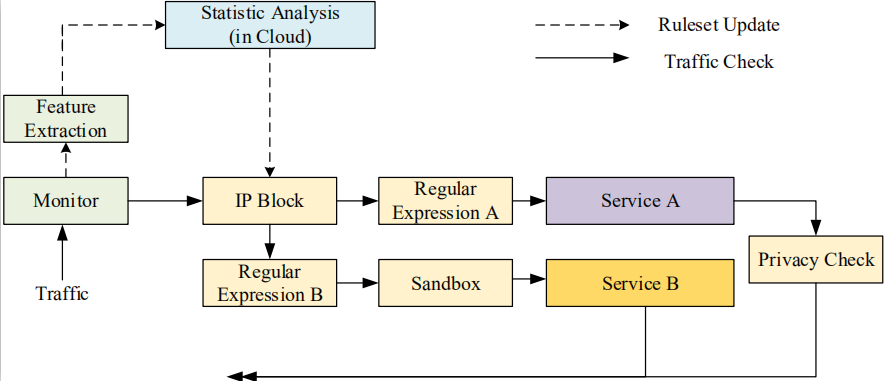 Statistic Analysis
(in Cloud)
Ruleset Update
Traffic Check
Feature
Extraction
Monitor
IP Block
Regular
Expression A
Service A
Privacy Check
Regular
Expression B
Sandbox
Service B
Traffic